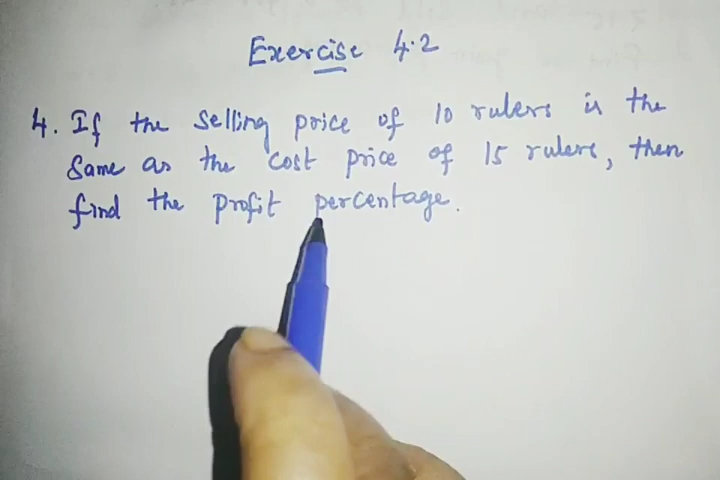 Exercise 4.2
4. If the selling price of 10 rulers is the
same as the cost price of 15 rulers, then
find the profit percentage.